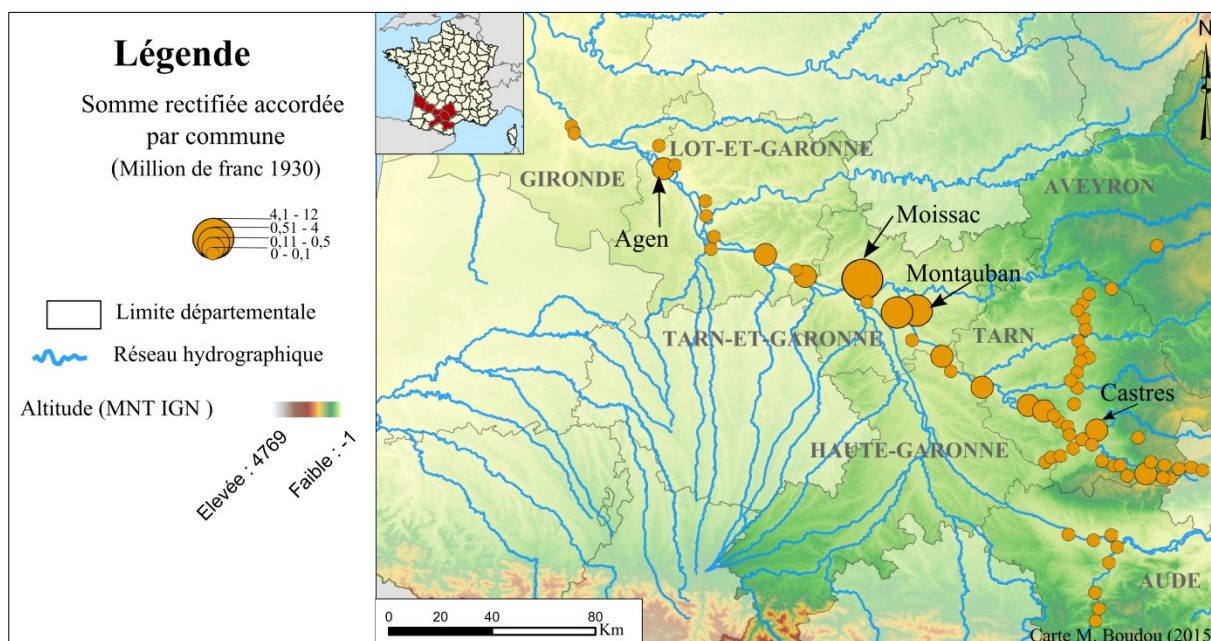 Légende
Somme rectifiée accordée
par commune
(Million de franc 1930)
4,1 - 12
0,51 - 4
0,11 - 0,5
0 - 0,1
Limite départementale
Réseau hydrographique
Altitude (MNT IGN )
Elevée : 4769
Faible : -1
N
LOT-ET-GARONNE
GIRONDE
AVEYRON
Moissac
Agen
Montauban
TARN-ET-GARONNE
TARN
Castres
HAUTE-GARONNE
AUDE
0 20 40 80
Km
Carte M. Boudou (2015